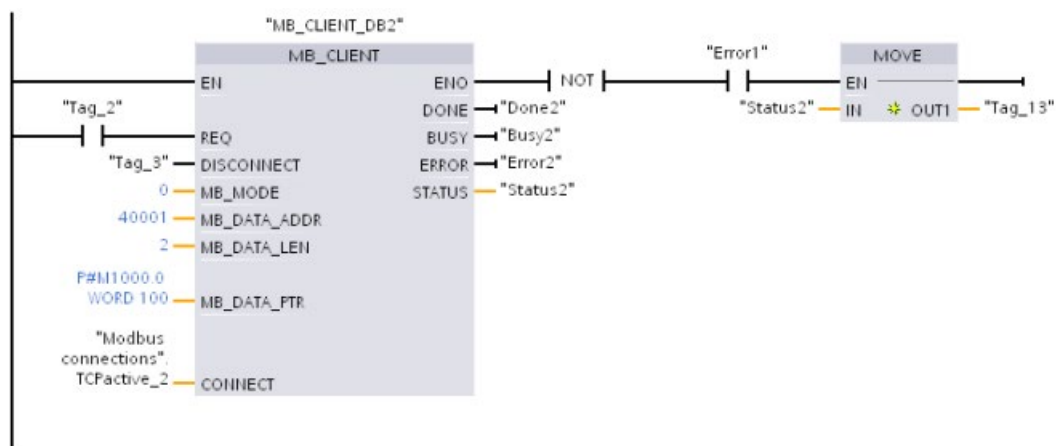 "MB_CLIENT_DB2"
MB_CLIENT
"Error1"
MOVE
EN
ENO
NOT
EN
"Tag_2"
DONE
"Done2"
"Status2"
IN
OUT1
"Tag_13"
REQ
BUSY
"Busy2"
"Tag_3"
DISCONNECT
ERROR
"Error2"
0
MB_MODE
STATUS
"Status2"
40001
MB_DATA_ADDR
2
MB_DATA_LEN
P#M1000.0
WORD 100
MB_DATA_PTR
"Modbus
connections".
TCPactive_2
CONNECT